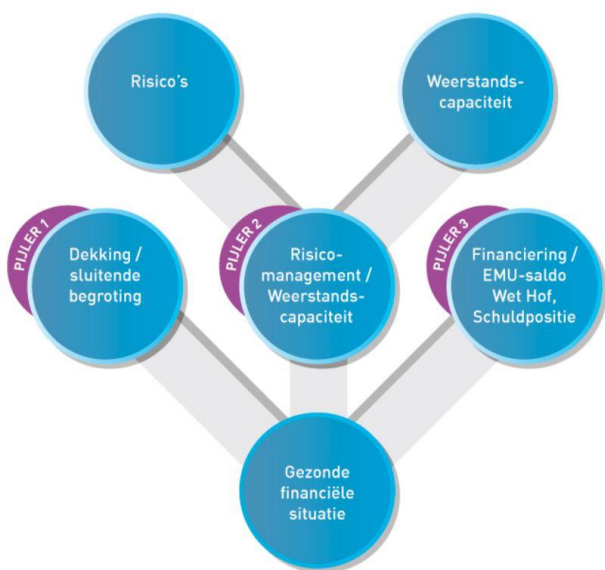 Risico's
Weerstands-
capaciteit
PIJLER 1
Dekking /
sluitende
begroting
PIJLER 2
Risico-
management /
Weerstands-
capaciteit
PIJLER 3
Financiering /
EMU-saldo
Wet Hof,
Schuldpositie
Gezonde
financiële
situatie